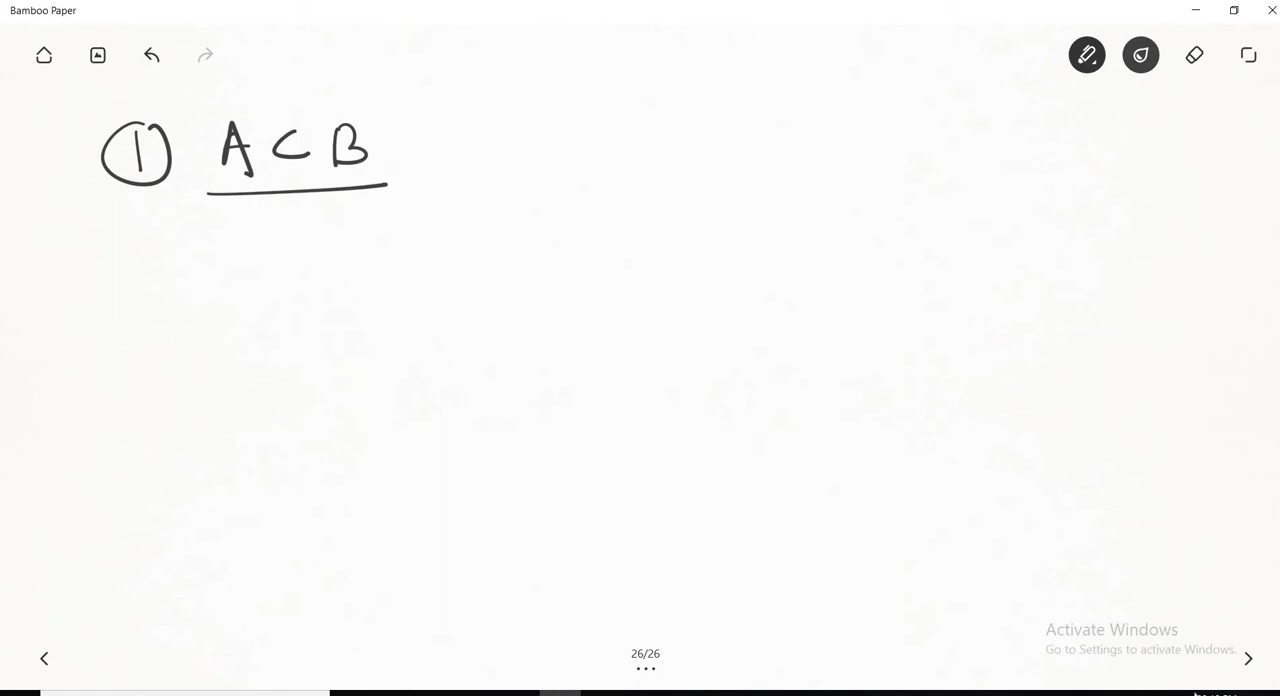 Bamboo Paper
① A ⊂ B
Activate Windows
Go to Settings to activate Windows.
26/26